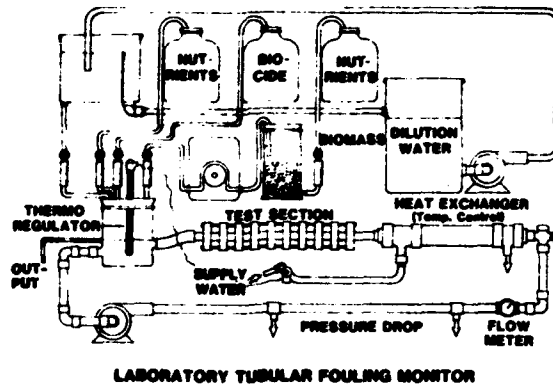 NUT-
RIENTS
BIO-
CIDE
NUT-
RIENTS
BIOMASS
DILUTION
WATER
THERMO
REGULATOR
TEST SECTION
HEAT EXCHANGER
(Temp. Control)
OUT-
PUT
SUPPLY
WATER
PRESSURE DROP
FLOW
METER
LABORATORY TUBULAR FOULING MONITOR